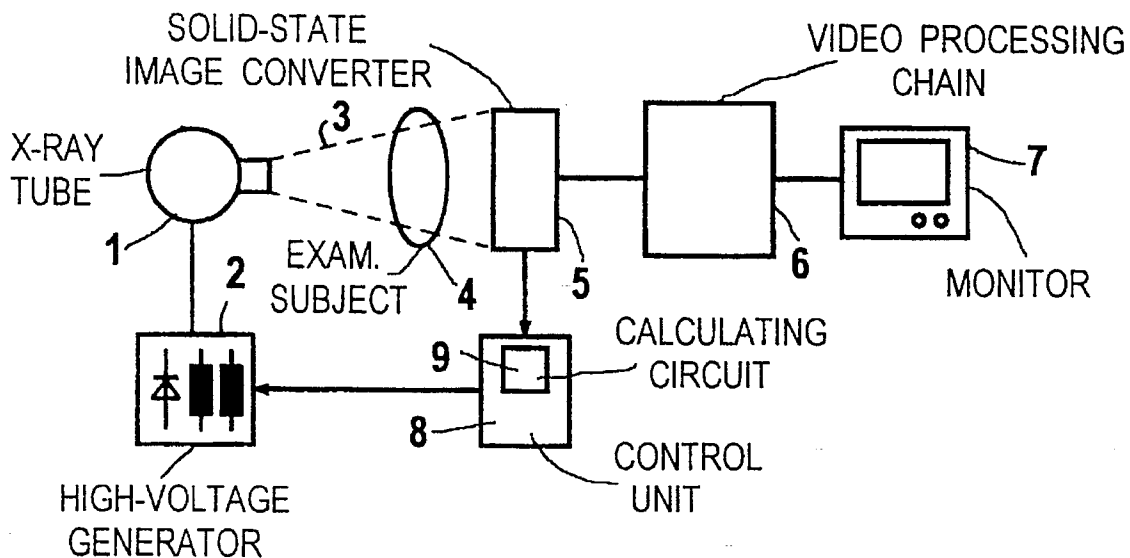 SOLID-STATE
IMAGE CONVERTER
VIDEO PROCESSING
CHAIN
X-RAY
TUBE
1
3
EXAM.
SUBJECT
4
5
6
7
MONITOR
2
HIGH-VOLTAGE
GENERATOR
9
CALCULATING
CIRCUIT
8
CONTROL
UNIT